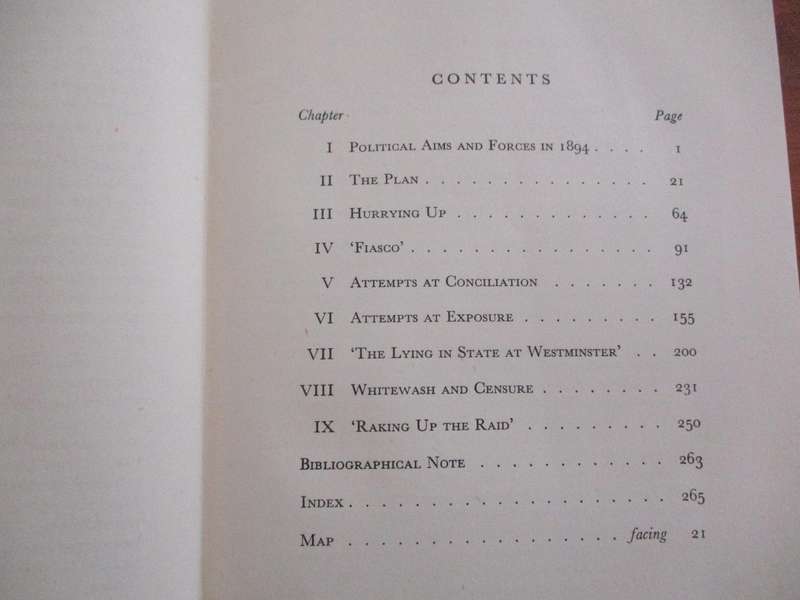 CONTENTS
Chapter Page
I Political Aims and Forces in 1894 . . . . 1
II The Plan . . . . . . . . . . . . . . 21
III Hurrying Up . . . . . . . . . . . . . 64
IV ‘Fiasco’ . . . . . . . . . . . . . . . 91
V Attempts at Conciliation . . . . . . . 132
VI Attempts at Exposure . . . . . . . . . 155
VII ‘The Lying in State at Westminster’ . . 200
VIII Whitewash and Censure . . . . . . . . 231
IX ‘Raking Up the Raid’ . . . . . . . . . 250
Bibliographical Note . . . . . . . . . . . 263
Index . . . . . . . . . . . . . . . . . . . 265
Map . . . . . . . . . . . . . . . . . facing 21